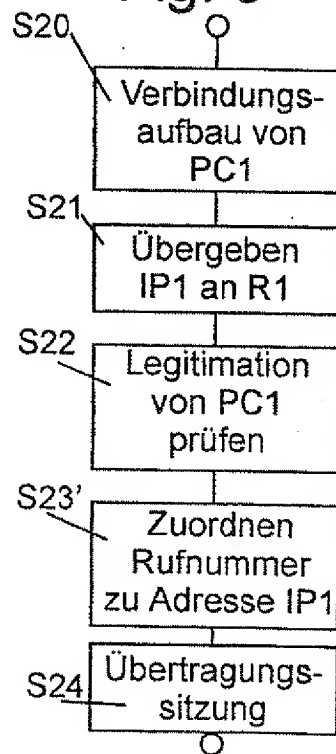 S20
Verbindungs-
aufbau von
PC1
S21
Übergeben
IP1 an R1
S22
Legitimation
von PC1
prüfen
S23’
Zuordnen
Rufnummer
zu Adresse IP1
S24
Übertragungs-
sitzung